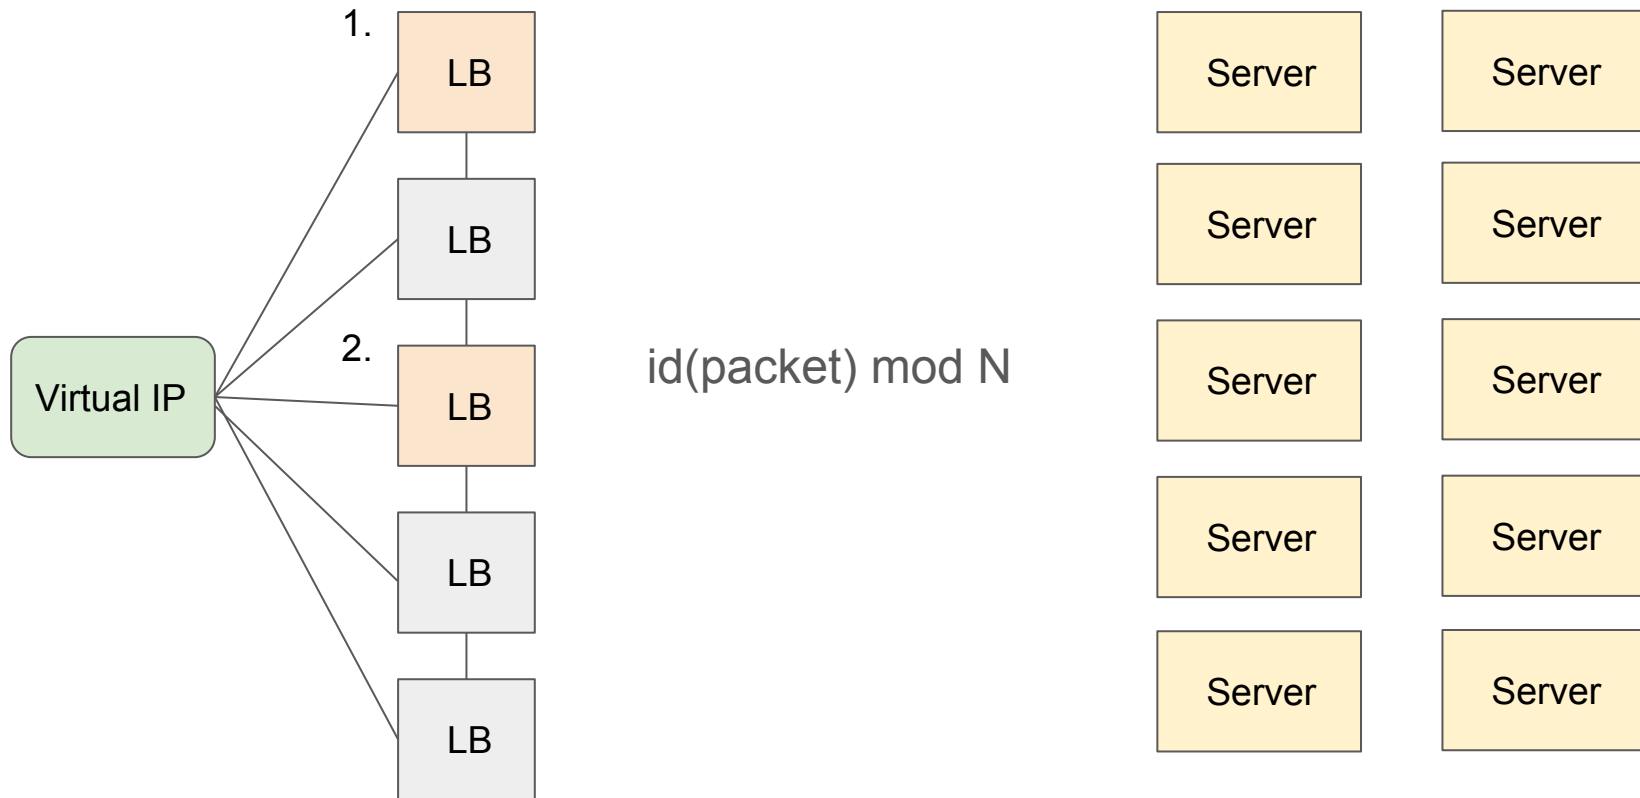 1.
LB
Server Server
LB
Server Server
2.
Virtual IP
LB
id(packet) mod N
Server Server
LB
Server Server
LB
Server Server